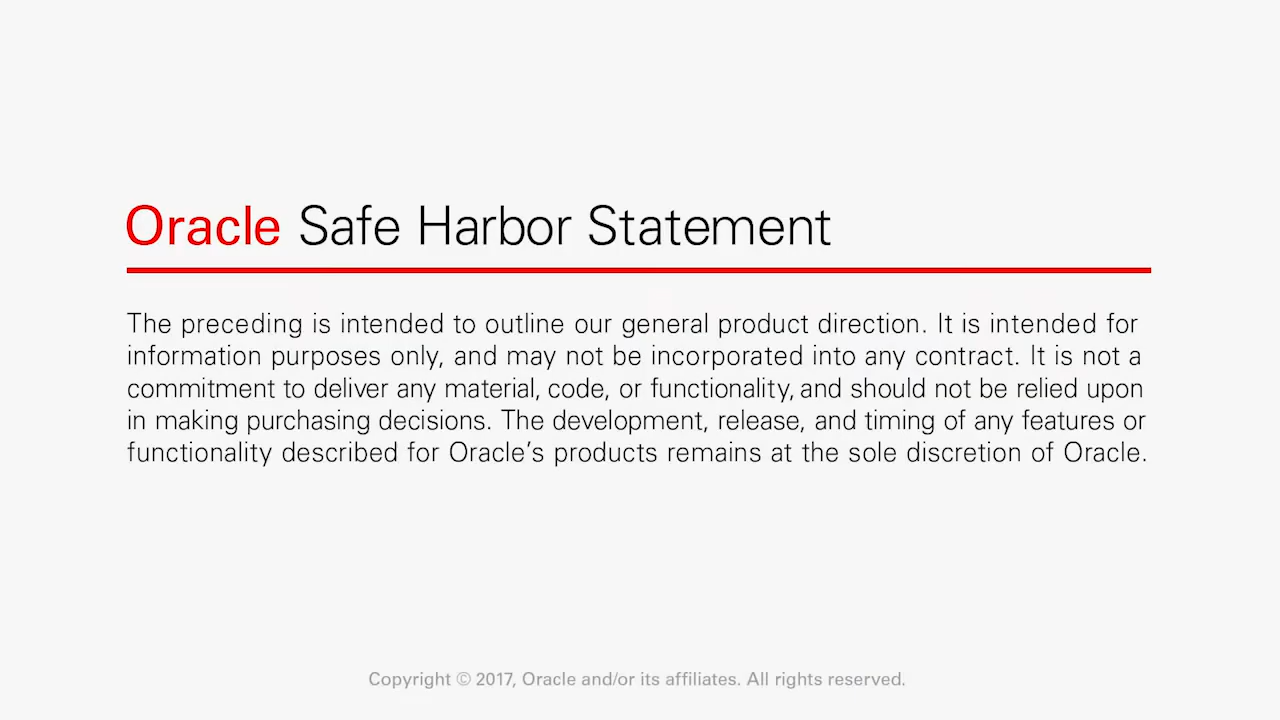 Oracle Safe Harbor Statement
The preceding is intended to outline our general product direction. It is intended for
information purposes only, and may not be incorporated into any contract. It is not a
commitment to deliver any material, code, or functionality, and should not be relied upon
in making purchasing decisions. The development, release, and timing of any features or
functionality described for Oracle’s products remains at the sole discretion of Oracle.
Copyright © 2017, Oracle and/or its affiliates. All rights reserved.